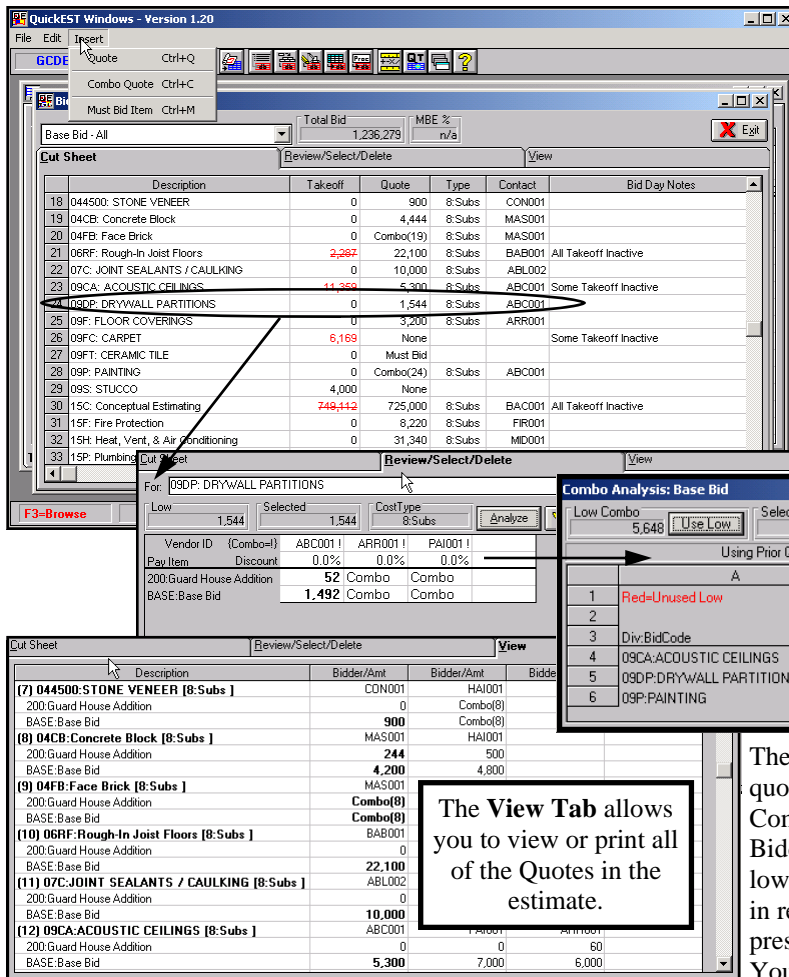 QuickEST Windows - Version 1.20
File Edit Insert
GCDE
Quote Ctrl+Q
Combo Quote Ctrl+C
Must Bid Item Ctrl+M
Total Bid MBE %
Base Bid - All 1,236,279 n/a Exit
Cut Sheet Review/Select/Delete View
Description Takeoff Quote Type Contact Bid Day Notes
18 044500: STONE VENEER 0 900 8:Subs CON001
19 04CB: Concrete Block 0 4,444 8:Subs MAS001
20 04FB: Face Brick 0 Combo(19) 8:Subs MAS001
21 06RF: Rough-In Joist Floors 2,287 22,100 8:Subs BAB001 All Takeoff Inactive
22 07C: JOINT SEALANTS / CAULKING 0 10,000 8:Subs ABL002
23 09CA: ACOUSTIC CEILINGS 11,359 5,300 8:Subs ABC001 Some Takeoff Inactive
24 09DP: DRYWALL PARTITIONS 0 1,544 8:Subs ABC001
25 09F: FLOOR COVERINGS 0 3,200 8:Subs ARR001
26 09FC: CARPET 6,169 None Some Takeoff Inactive
27 09FT: CERAMIC TILE 0 Must Bid
28 09P: PAINTING 0 Combo(24) 8:Subs ABC001
29 09S: STUCCO 4,000 None
30 15C: Conceptual Estimating 749,112 725,000 8:Subs BAC001 All Takeoff Inactive
31 15F: Fire Protection 0 8,220 8:Subs FIR001
32 15H: Heat, Vent, & Air Conditioning 0 31,340 8:Subs MID001
33 15P: Plumbing
F3=Browse
Cut Sheet Review/Select/Delete View
For: 09DP: DRYWALL PARTITIONS
Low Selected CostType
1,544 1,544 8:Subs Analyze
Vendor ID {Combo=!} ABC001 ! ARR001 ! PAI001 !
Pay Item Discount 0.0% 0.0% 0.0%
200:Guard House Addition 52 Combo Combo
BASE:Base Bid 1,492 Combo Combo
Combo Analysis: Base Bid
Low Combo Selec
5,648 Use Low
Using Prior
A
1 Red=Unused Low
2
3 Div:BidCode
4 09CA:ACOUSTIC CEILINGS
5 09DP:DRYWALL PARTITION
6 09P:PAINTING
Cut Sheet Review/Select/Delete View
Description Bidder/Amt Bidder/Amt Bidde
(7) 044500:STONE VENEER [8:Subs ] CON001 HAI001
200:Guard House Addition 0 Combo(8)
BASE:Base Bid 900 Combo(8)
(8) 04CB:Concrete Block [8:Subs ] MAS001 HAI001
200:Guard House Addition 244 500
BASE:Base Bid 4,200 4,800
(9) 04FB:Face Brick [8:Subs ] MAS001
200:Guard House Addition Combo(8)
BASE:Base Bid Combo(8)
(10) 06RF:Rough-In Joist Floors [8:Subs ] BAB001
200:Guard House Addition 0
BASE:Base Bid 22,100
(11) 07C:JOINT SEALANTS / CAULKING [8:Subs ] ABL002
200:Guard House Addition 0
BASE:Base Bid 10,000
(12) 09CA:ACOUSTIC CEILINGS [8:Subs ] ABC001
200:Guard House Addition 0 0 60
BASE:Base Bid 5,300 7,000 6,000
The View Tab allows
you to view or print all
of the Quotes in the
estimate.
The
quo
Con
Bid
low
in re
pres
You